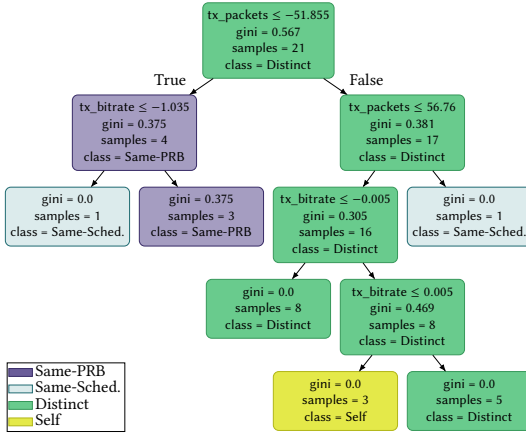 tx_packets ≤ −51.855
gini = 0.567
samples = 21
class = Distinct
True
False
tx_bitrate ≤ −1.035
gini = 0.375
samples = 4
class = Same-PRB
tx_packets ≤ 56.76
gini = 0.381
samples = 17
class = Distinct
gini = 0.0
samples = 1
class = Same-Sched.
gini = 0.375
samples = 3
class = Same-PRB
tx_bitrate ≤ −0.005
gini = 0.305
samples = 16
class = Distinct
gini = 0.0
samples = 1
class = Same-Sched.
gini = 0.0
samples = 8
class = Distinct
tx_bitrate ≤ 0.005
gini = 0.469
samples = 8
class = Distinct
gini = 0.0
samples = 3
class = Self
gini = 0.0
samples = 5
class = Distinct
Same-PRB
Same-Sched.
Distinct
Self